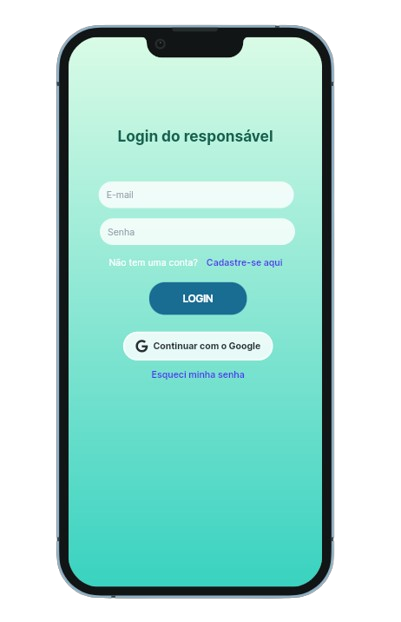 Login do responsável
E-mail
Senha
Não tem uma conta? Cadastre-se aqui
LOGIN
Continuar com o Google
Esqueci minha senha